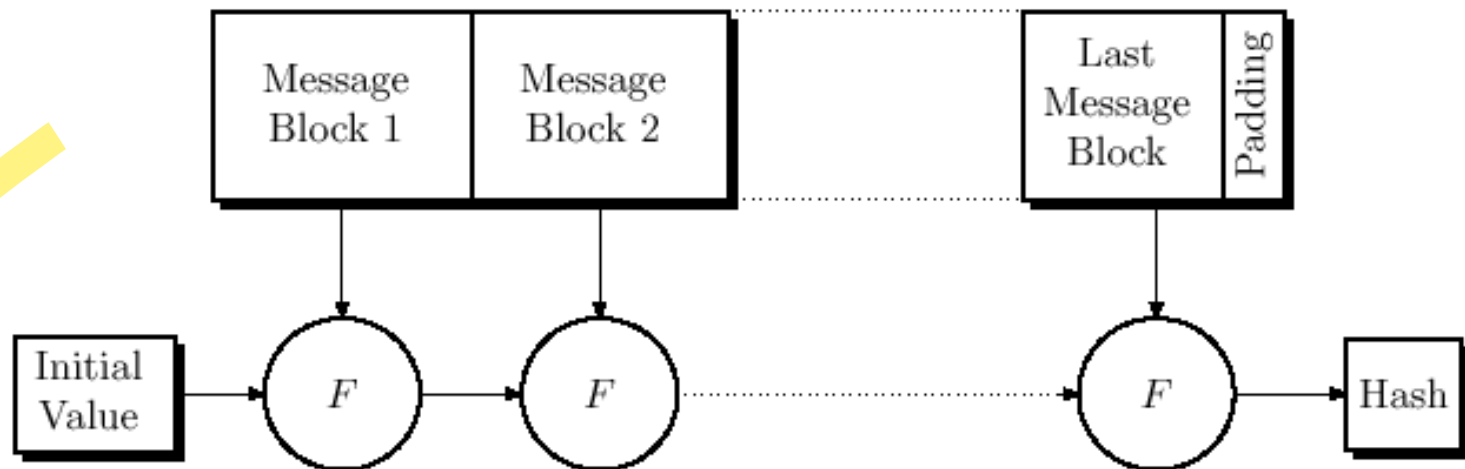 Message
Block 1
Message
Block 2
Last
Message
Block
Padding
Initial
Value
F
F
F
Hash